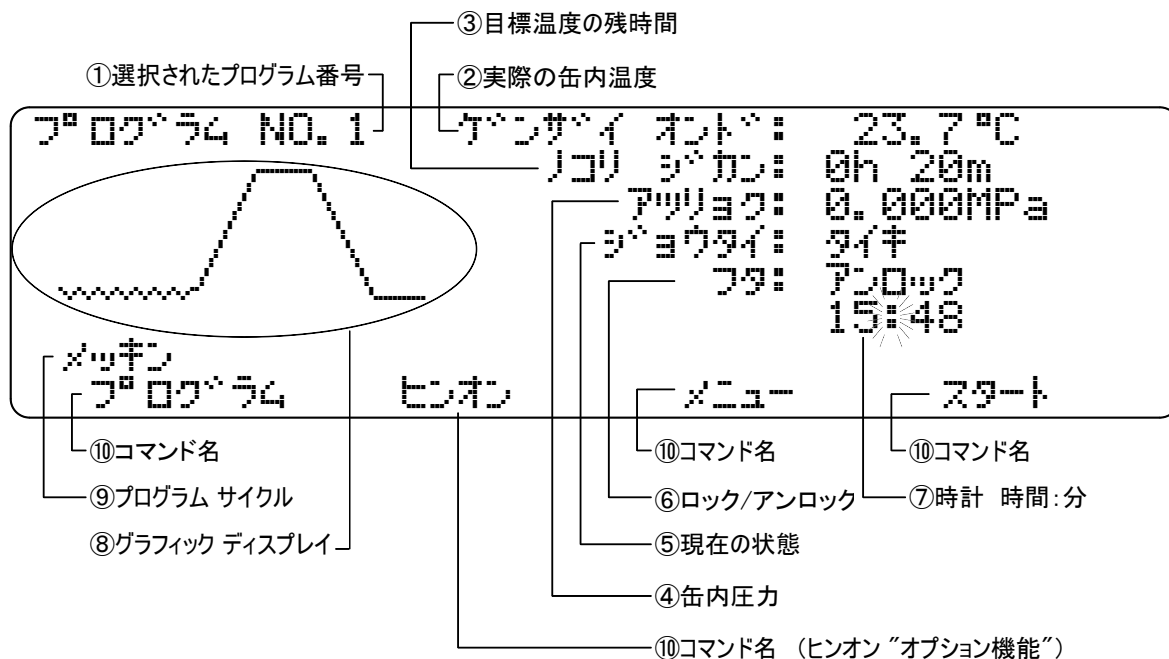 ③目標温度の残時間
①選択されたプログラム番号
②実際の缶内温度
プログラム NO.1 ゲンザイ オンド: 23.7℃
ノコリ ジカン: 0h 20m
アツリョク: 0.000MPa
ジョウタイ: タイキ
フタ: アンロック
15:48
メッキン
プログラム ヒンオン メニュー スタート
⑩コマンド名 ⑩コマンド名 ⑩コマンド名
⑨プログラム サイクル ⑥ロック/アンロック ⑦時計 時間:分
⑧グラフィック ディスプレイ ⑤現在の状態
④缶内圧力
⑩コマンド名 (ヒンオン ″オプション機能″)